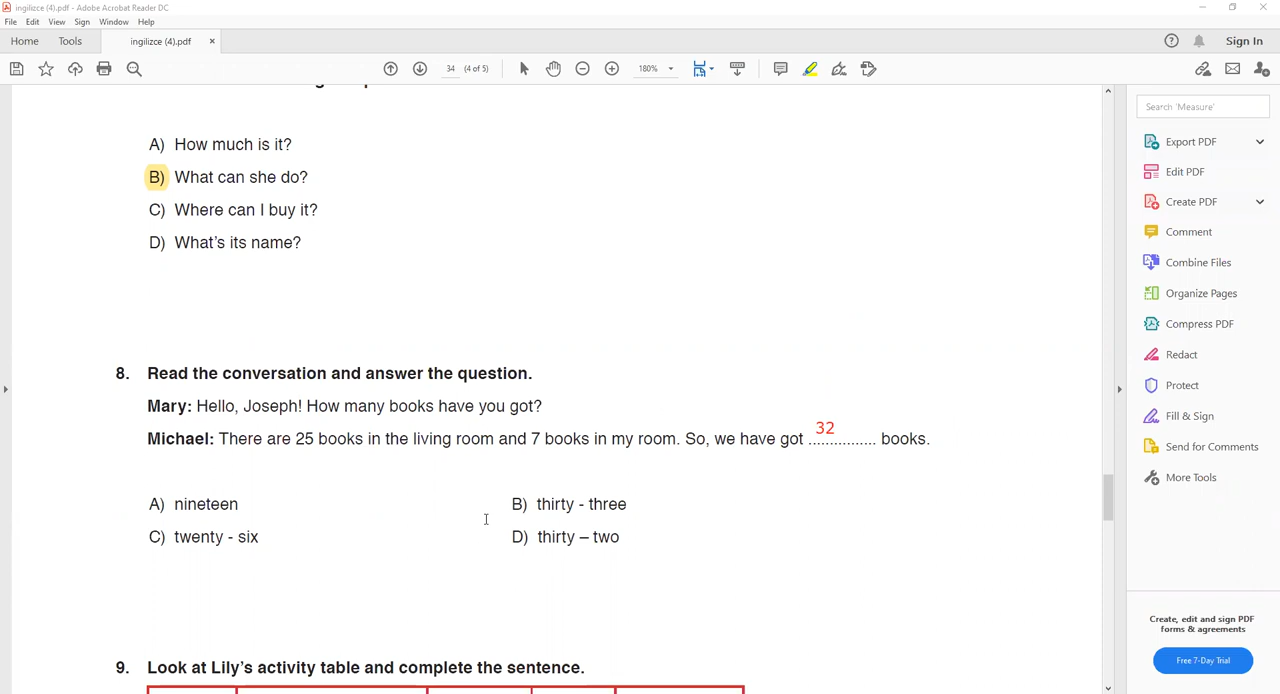 ingilizce (4).pdf - Adobe Acrobat Reader DC
File Edit View Sign Window Help
Home Tools ingilizce (4).pdf × Sign In
34 (4 of 5) 180%
A) How much is it?
B) What can she do?
C) Where can I buy it?
D) What's its name?
8. Read the conversation and answer the question.
Mary: Hello, Joseph! How many books have you got?
32
Michael: There are 25 books in the living room and 7 books in my room. So, we have got ................ books.
A) nineteen B) thirty - three
C) twenty - six D) thirty – two
9. Look at Lily's activity table and complete the sentence.
Search 'Measure'
Export PDF
Edit PDF
Create PDF
Comment
Combine Files
Organize Pages
Compress PDF
Redact
Protect
Fill & Sign
Send for Comments
More Tools
Create, edit and sign PDF
forms & agreements
Free 7-Day Trial